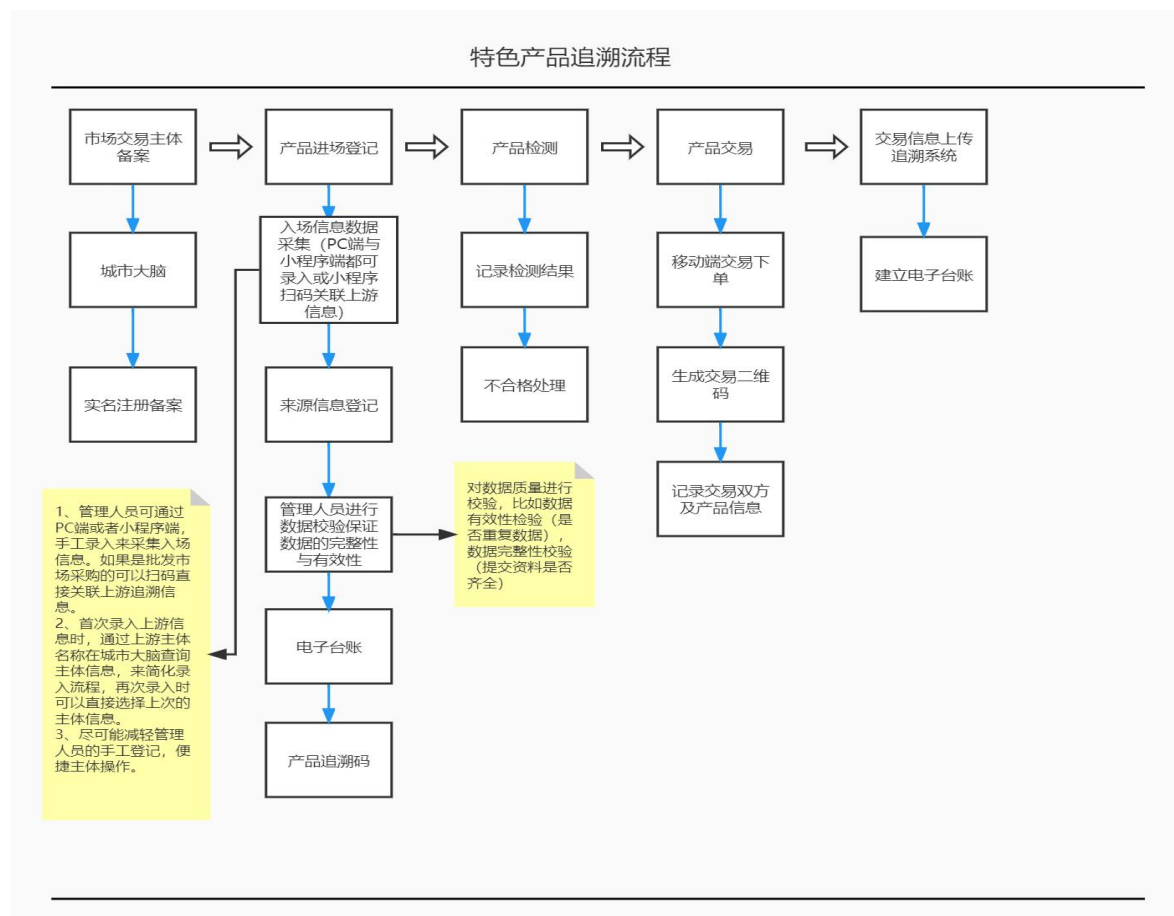 特色产品追溯流程
市场交易主体
备案
城市大脑
实名注册备案
产品进场登记
入场信息数据
采集（PC端与
小程序端都可
录入或小程序
扫码关联上游
信息）
来源信息登记
管理人员进行
数据校验保证
数据的完整性
与有效性
电子台账
产品追溯码
产品检测
记录检测结果
不合格处理
产品交易
移动端交易下
单
生成交易二维
码
记录交易双方
及产品信息
交易信息上传
追溯系统
建立电子台账
1、管理人员可通过
PC端或者小程序端，
手工录入来采集入场
信息。如果是批发市
场采购的可以扫码直
接关联上游追溯信
息。
2、首次录入上游信
息时，通过上游主体
名称在城市大脑查询
主体信息，来简化录
入流程，再次录入时
可以直接选择上次的
主体信息。
3、尽可能减轻管理
人员的手工登记，便
捷主体操作。
对数据质量进行
校验，比如数据
有效性检验（是
否重复数据），
数据完整性校验
（提交资料是否
齐全）